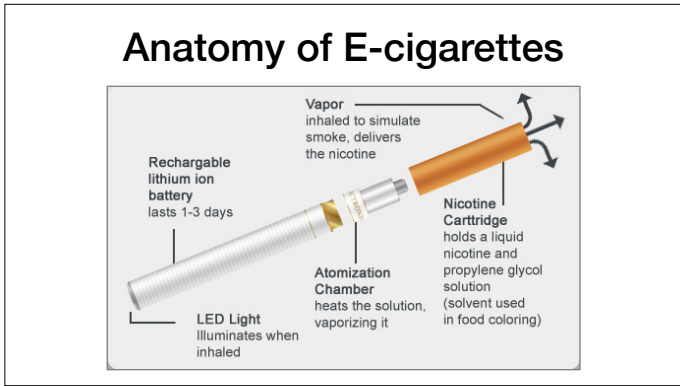 Anatomy of E-cigarettes
Vapor
inhaled to simulate
smoke, delivers
the nicotine
Rechargable
lithium ion
battery
lasts 1-3 days
Nicotine
Carttridge
holds a liquid
nicotine and
propylene glycol
solution
(solvent used
in food coloring)
Atomization
Chamber
heats the solution,
vaporizing it
LED Light
Illuminates when
inhaled